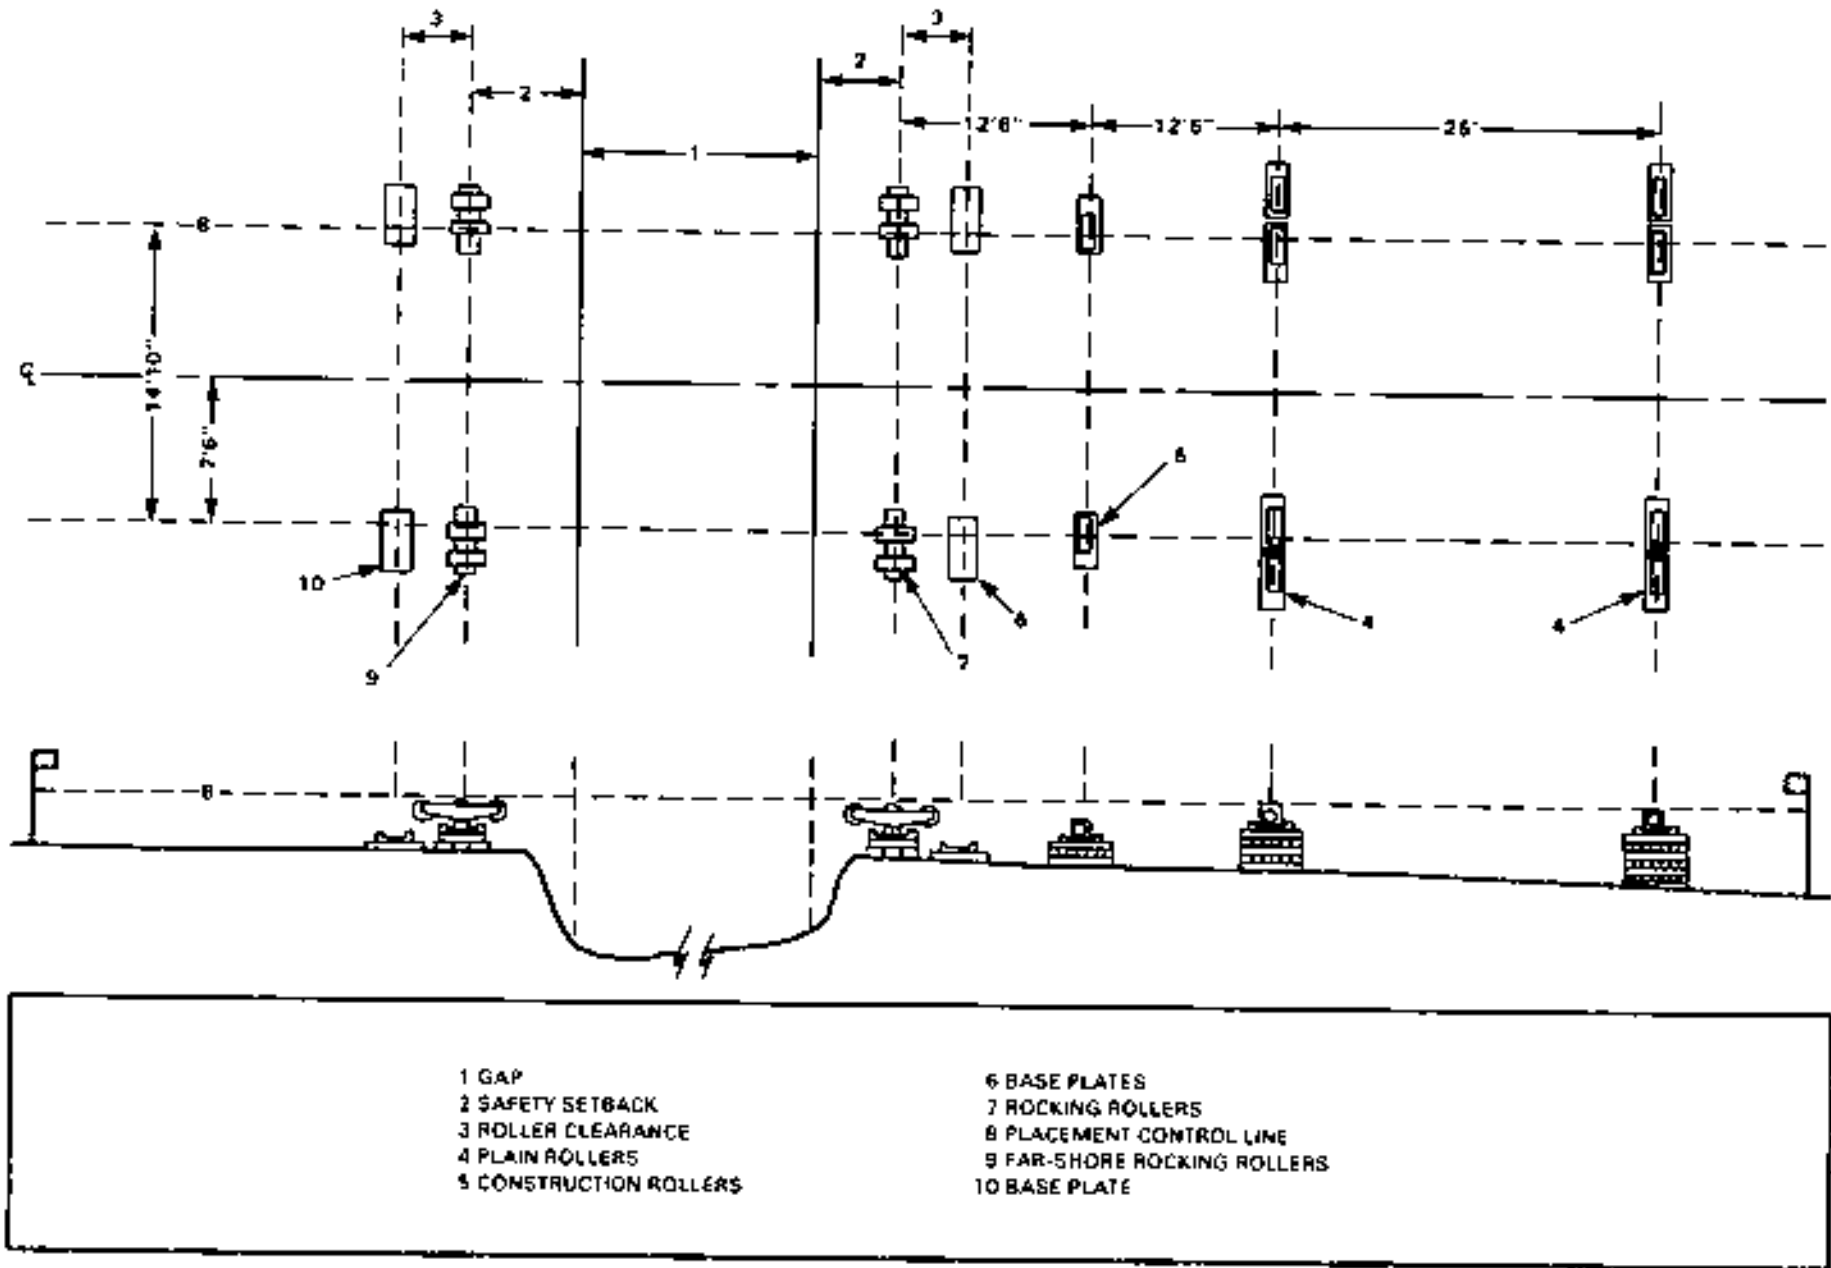 3
3
2
2
12'6"
12'6"
25'
1
8
14'10"
7'5"
℄
5
10
6
4
4
9
7
8
1 GAP
2 SAFETY SETBACK
3 ROLLER CLEARANCE
4 PLAIN ROLLERS
5 CONSTRUCTION ROLLERS
6 BASE PLATES
7 ROCKING ROLLERS
8 PLACEMENT CONTROL LINE
9 FAR-SHORE ROCKING ROLLERS
10 BASE PLATE